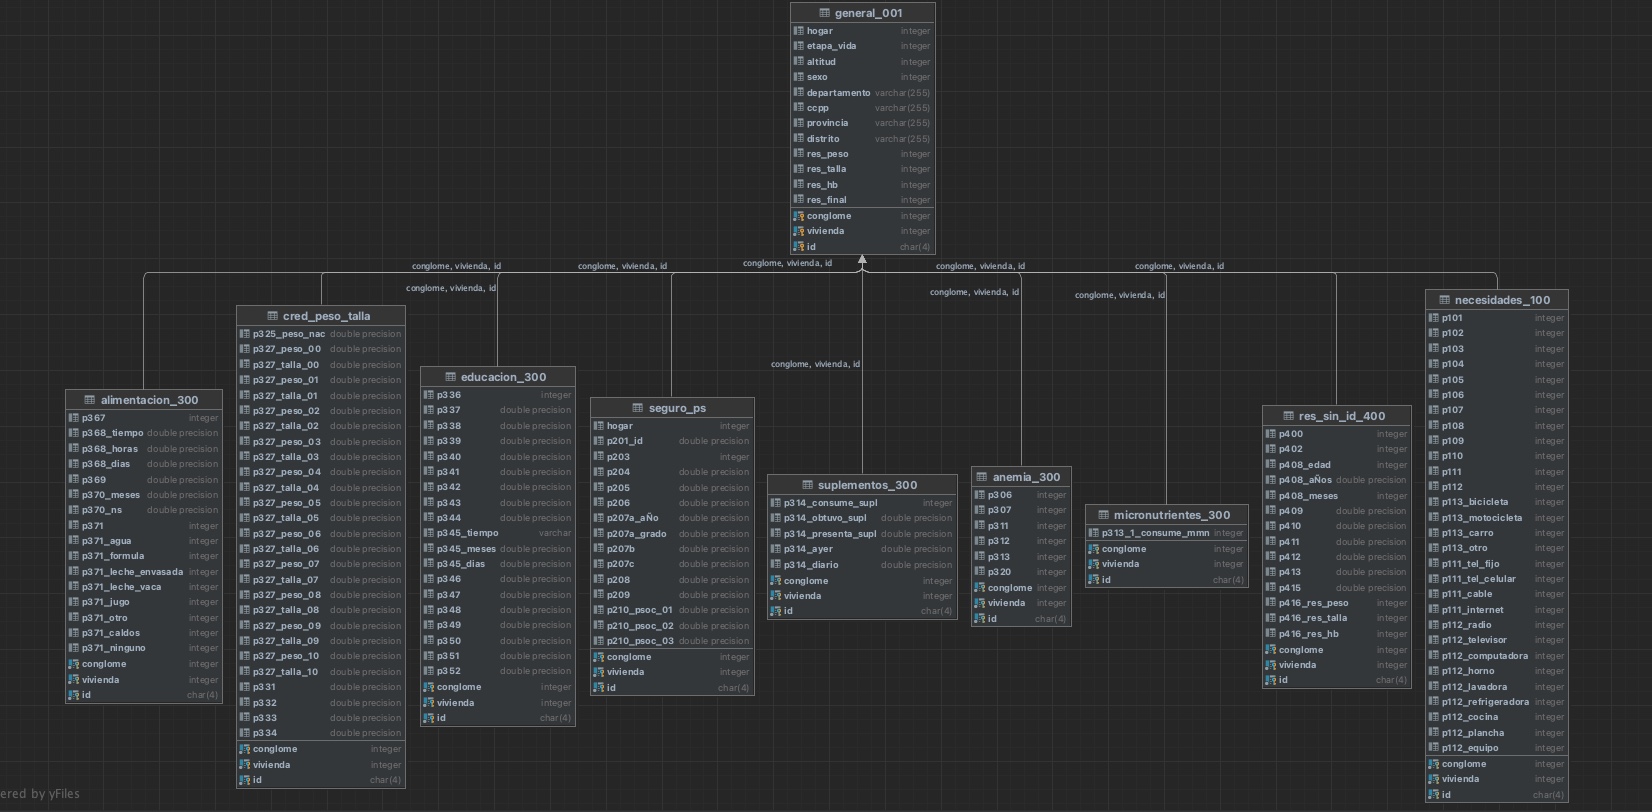 general_001
hogar integer
etapa_vida integer
altitud integer
sexo integer
departamento varchar(255)
ccpp varchar(255)
provincia varchar(255)
distrito varchar(255)
res_peso integer
res_talla integer
res_hb integer
res_final integer
conglome integer
vivienda integer
id char(4)
conglome, vivienda, id
conglome, vivienda, id
conglome, vivienda, id
conglome, vivienda, id
conglome, vivienda, id
conglome, vivienda, id
conglome, vivienda, id
conglome, vivienda, id
conglome, vivienda, id
alimentacion_300
p367 integer
p368_tiempo double precision
p368_horas double precision
p368_dias double precision
p369 double precision
p370_meses double precision
p370_ns double precision
p371 integer
p371_agua integer
p371_formula integer
p371_leche_envasada integer
p371_leche_vaca integer
p371_jugo integer
p371_otro integer
p371_caldos integer
p371_ninguno integer
conglome integer
vivienda integer
id char(4)
cred_peso_talla
p325_peso_nac double precision
p327_peso_00 double precision
p327_talla_00 double precision
p327_peso_01 double precision
p327_talla_01 double precision
p327_peso_02 double precision
p327_talla_02 double precision
p327_peso_03 double precision
p327_talla_03 double precision
p327_peso_04 double precision
p327_talla_04 double precision
p327_peso_05 double precision
p327_talla_05 double precision
p327_peso_06 double precision
p327_talla_06 double precision
p327_peso_07 double precision
p327_talla_07 double precision
p327_peso_08 double precision
p327_talla_08 double precision
p327_peso_09 double precision
p327_talla_09 double precision
p327_peso_10 double precision
p327_talla_10 double precision
p331 double precision
p332 double precision
p333 double precision
p334 double precision
conglome integer
vivienda integer
id char(4)
educacion_300
p336 integer
p337 double precision
p338 double precision
p339 double precision
p340 double precision
p341 double precision
p342 double precision
p343 double precision
p344 double precision
p345_tiempo varchar
p345_meses double precision
p345_dias double precision
p346 double precision
p347 double precision
p348 double precision
p349 double precision
p350 double precision
p351 double precision
p352 double precision
conglome integer
vivienda integer
id char(4)
seguro_ps
hogar integer
p201_id double precision
p203 integer
p204 double precision
p205 double precision
p206 double precision
p207a_aÑo double precision
p207a_grado double precision
p207b double precision
p207c double precision
p208 double precision
p209 double precision
p210_psoc_01 double precision
p210_psoc_02 double precision
p210_psoc_03 double precision
conglome integer
vivienda integer
id char(4)
suplementos_300
p314_consume_supl integer
p314_obtuvo_supl double precision
p314_presenta_supl double precision
p314_ayer double precision
p314_diario double precision
conglome integer
vivienda integer
id char(4)
anemia_300
p306 integer
p307 integer
p311 integer
p312 integer
p313 integer
p320 integer
conglome integer
vivienda integer
id char(4)
micronutrientes_300
p313_1_consume_mmn integer
conglome integer
vivienda integer
id char(4)
res_sin_id_400
p400 integer
p402 integer
p408_edad integer
p408_años double precision
p408_meses integer
p409 double precision
p410 double precision
p411 double precision
p412 double precision
p413 double precision
p415 double precision
p416_res_peso integer
p416_res_talla integer
p416_res_hb integer
conglome integer
vivienda integer
id char(4)
necesidades_100
p101 integer
p102 integer
p103 integer
p104 integer
p105 integer
p106 integer
p107 integer
p108 integer
p109 integer
p110 integer
p111 integer
p112 integer
p113_bicicleta integer
p113_motocicleta integer
p113_carro integer
p113_otro integer
p111_tel_fijo integer
p111_tel_celular integer
p111_cable integer
p111_internet integer
p112_radio integer
p112_televisor integer
p112_computadora integer
p112_horno integer
p112_lavadora integer
p112_refrigeradora integer
p112_cocina integer
p112_plancha integer
p112_equipo integer
conglome integer
vivienda integer
id char(4)
ered by yFiles